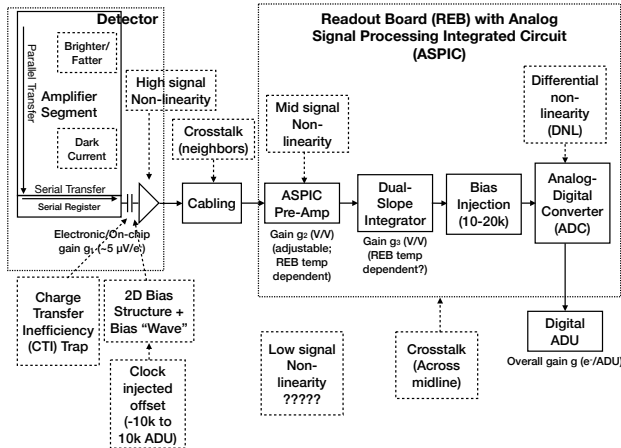 Detector
Parallel Transfer
Brighter/
Fatter
Amplifier
Segment
Dark
Current
Serial Transfer
Serial Register
Electronic/On-chip
gain g₁ (~5 μV/e-)
High signal
Non-linearity
Crosstalk
(neighbors)
Cabling
Charge
Transfer
Inefficiency
(CTI) Trap
2D Bias
Structure +
Bias “Wave”
Clock
injected
offset
(-10k to
10k ADU)
Readout Board (REB) with Analog
Signal Processing Integrated Circuit
(ASPIC)
Mid signal
Non-
linearity
ASPIC
Pre-Amp
Gain g₂ (V/V)
(adjustable;
REB temp
dependent)
Dual-
Slope
Integrator
Gain g₃ (V/V)
(REB temp
dependent?)
Bias
Injection
(10-20k)
Differential
non-
linearity
(DNL)
Analog-
Digital
Converter
(ADC)
Low signal
Non-
linearity
?????
Crosstalk
(Across
midline)
Digital
ADU
Overall gain g (e-/ADU)